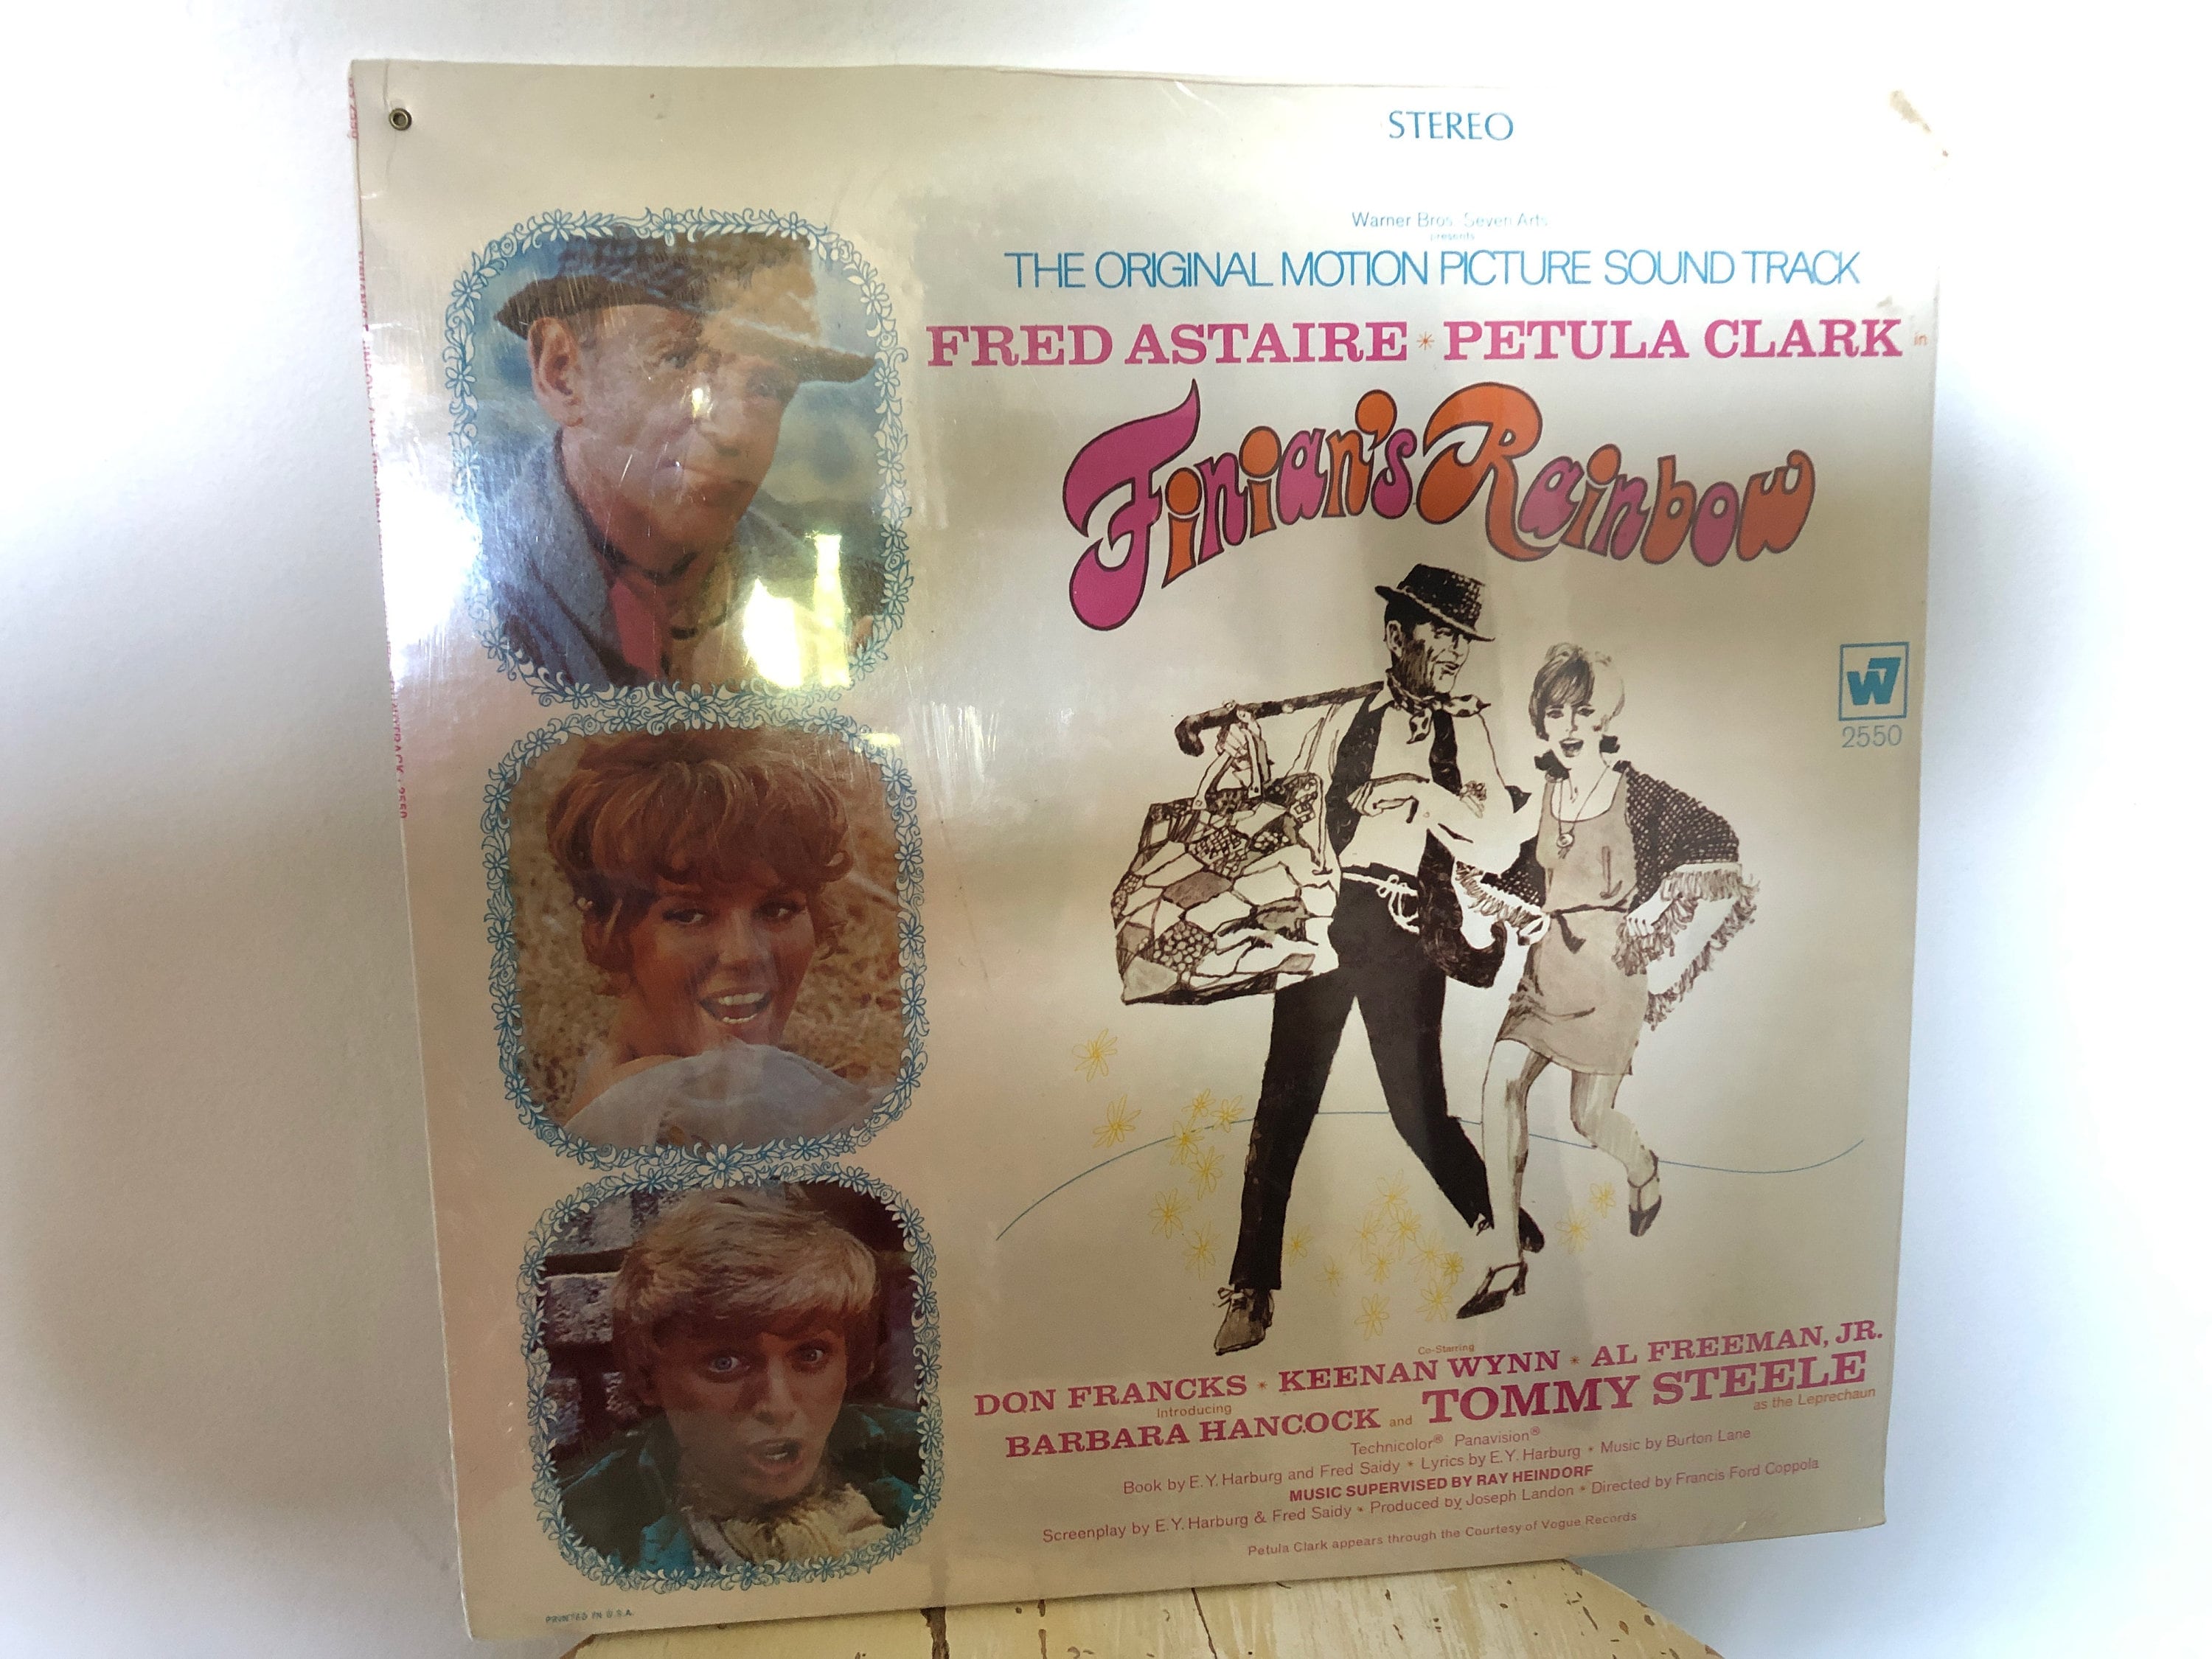 STEREO
Warner Bros. Seven Arts
presents
THE ORIGINAL MOTION PICTURE SOUND TRACK
FRED ASTAIRE * PETULA CLARK in
Finian's Rainbow
W7
2550
Co-Starring
DON FRANCKS * KEENAN WYNN * AL FREEMAN, JR.
Introducing
BARBARA HANCOCK and TOMMY STEELE
as the Leprechaun
Technicolor® Panavision®
Book by E. Y. Harburg and Fred Saidy * Lyrics by E. Y. Harburg * Music by Burton Lane
MUSIC SUPERVISED BY RAY HEINDORF
Screenplay by E. Y. Harburg & Fred Saidy * Produced by Joseph Landon * Directed by Francis Ford Coppola
Petula Clark appears through the Courtesy of Vogue Records
PRINTED IN U.S.A.